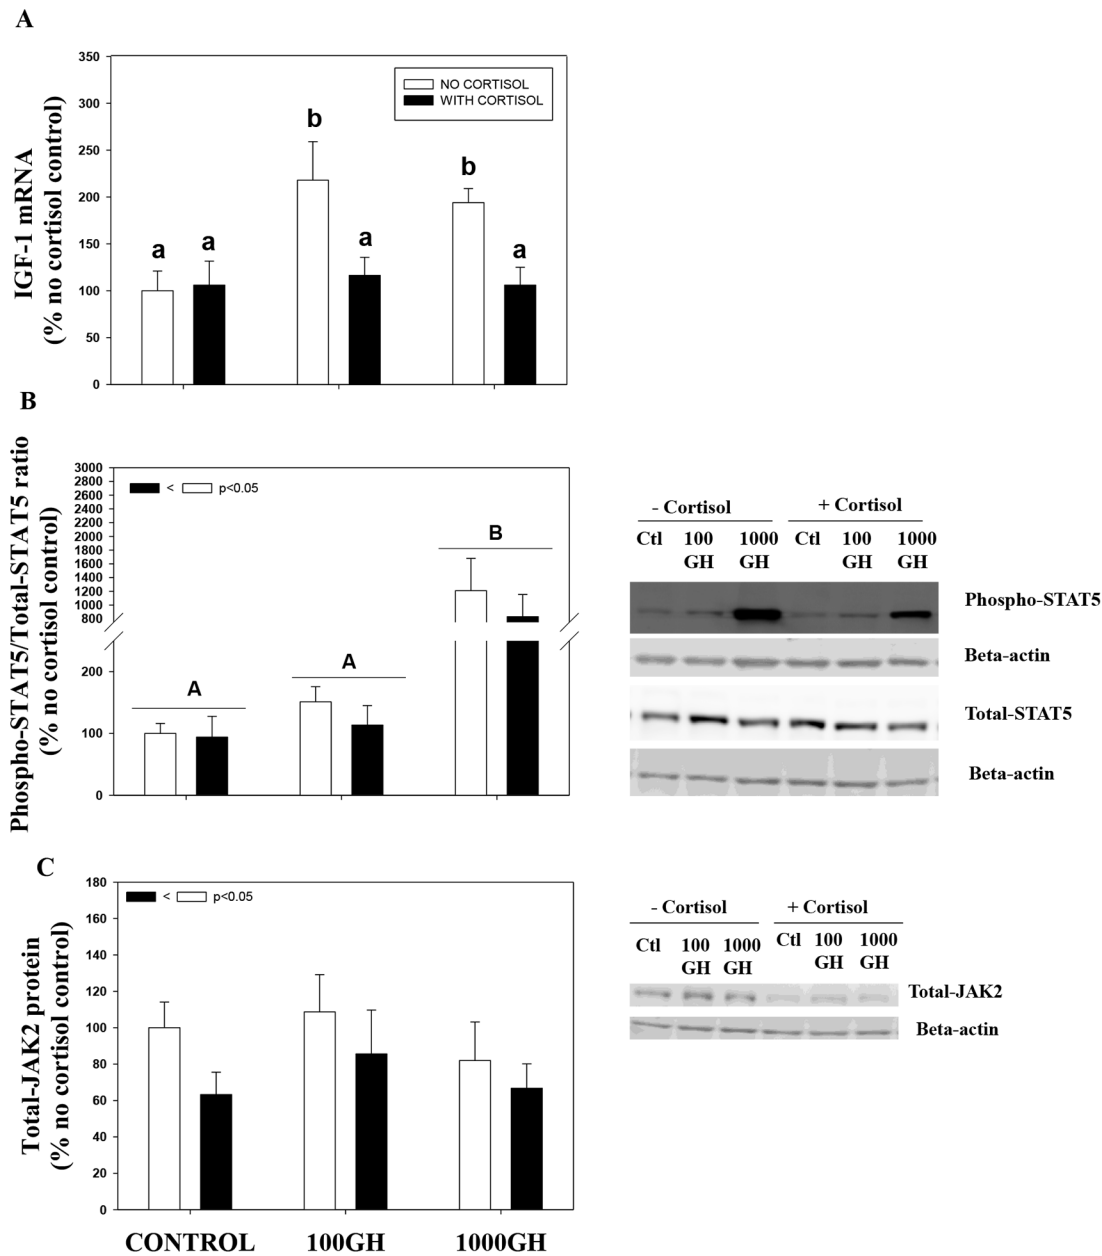 A
IGF-1 mRNA
(% no cortisol control)
350
300
250
200
150
100
50
0
NO CORTISOL
WITH CORTISOL
a
a
b
a
b
a
B
Phospho-STAT5/Total-STAT5 ratio
(% no cortisol control)
3000
2800
2600
2400
2200
2000
1800
1600
1400
1200
1000
800
200
100
0
< p<0.05
A
A
B
- Cortisol + Cortisol
Ctl 100 1000 Ctl 100 1000
GH GH GH GH
Phospho-STAT5
Beta-actin
Total-STAT5
Beta-actin
C
Total-JAK2 protein
(% no cortisol control)
180
160
140
120
100
80
60
40
20
0
< p<0.05
CONTROL 100GH 1000GH
- Cortisol + Cortisol
Ctl 100 1000 Ctl 100 1000
GH GH GH GH
Total-JAK2
Beta-actin